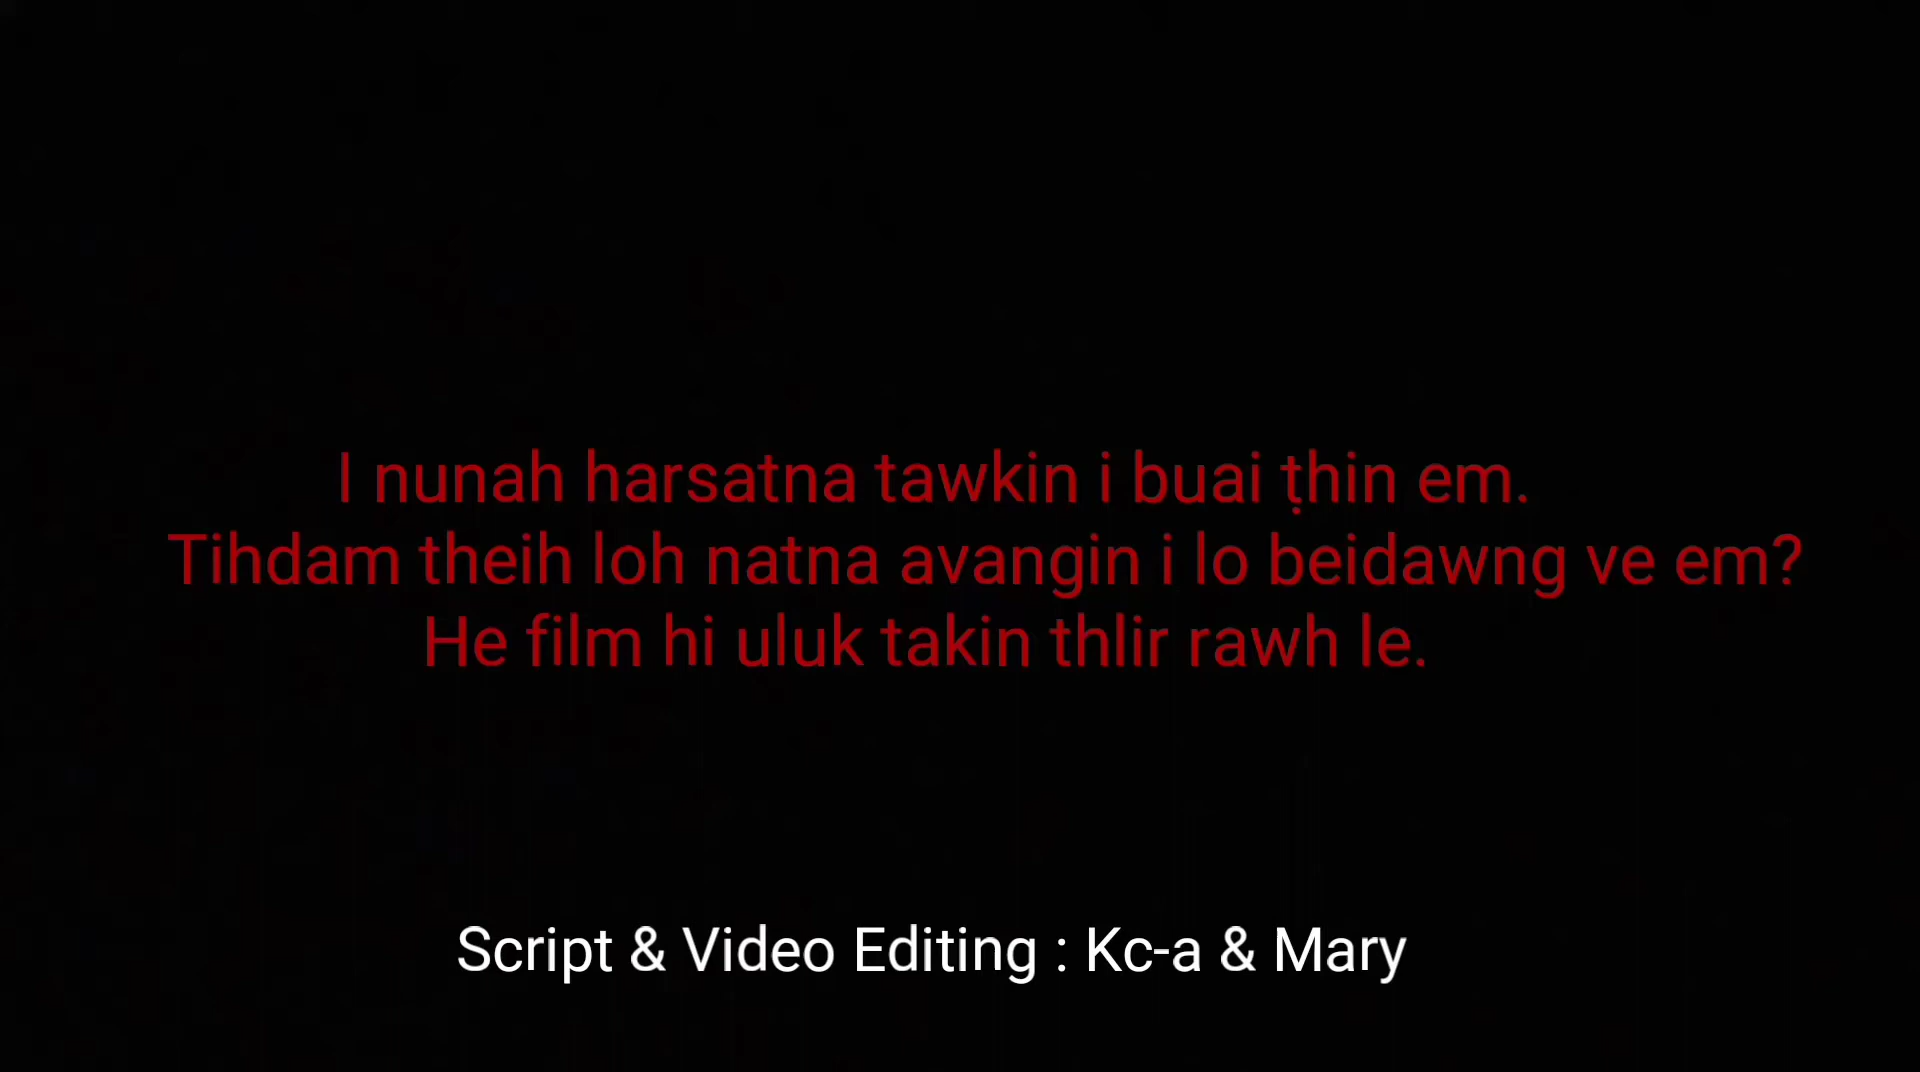 I nunah harsatna tawkin i buai ṭhin em.
Tihdam theih loh natna avangin i lo beidawng ve em?
He film hi uluk takin thlir rawh le.
Script & Video Editing : Kc-a & Mary